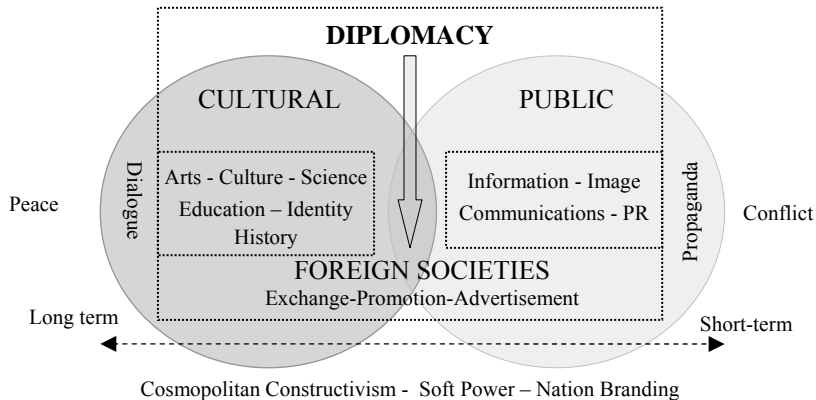 DIPLOMACY
CULTURAL
PUBLIC
Dialogue
Arts - Culture - Science
Education – Identity
History
Information - Image
Communications - PR
Propaganda
Peace
Conflict
FOREIGN SOCIETIES
Exchange-Promotion-Advertisement
Long term
Short-term
Cosmopolitan Constructivism - Soft Power – Nation Branding